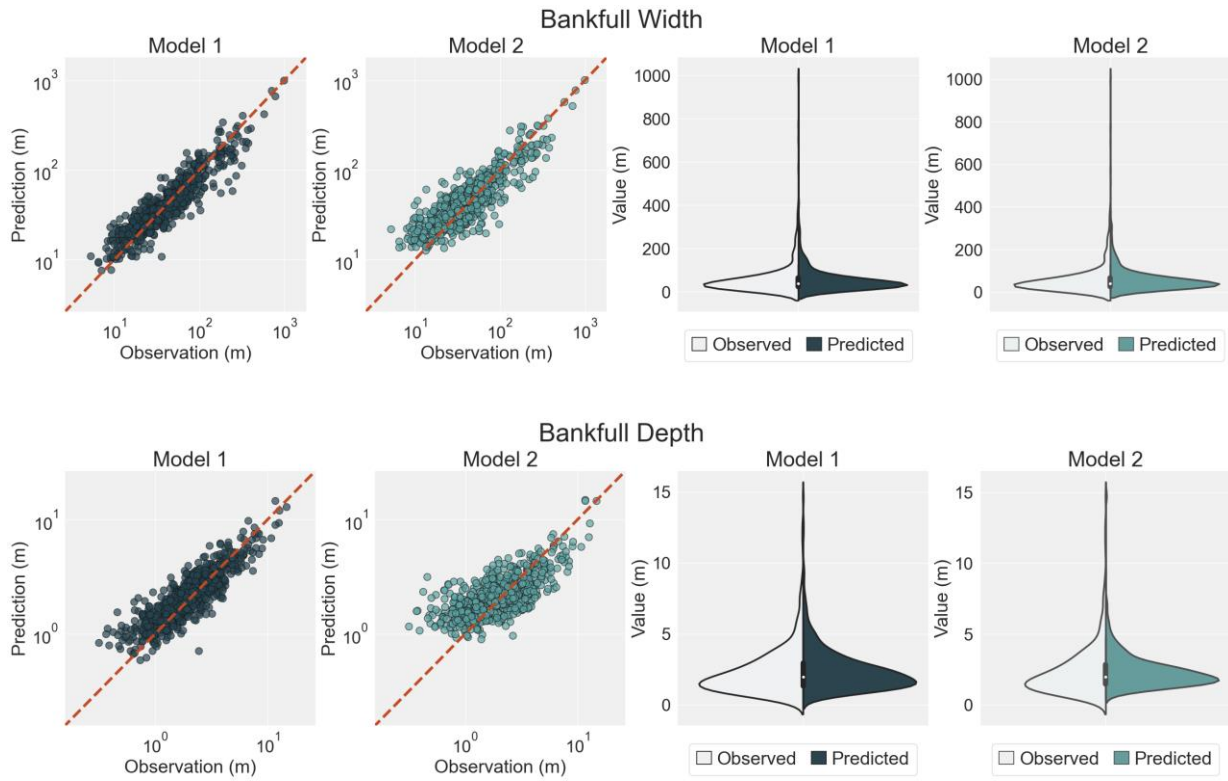 Bankfull Width
Model 1
Model 2
Model 1
Model 2
Prediction (m)
10³
10²
10¹
10¹
10²
10³
Observation (m)
Prediction (m)
10³
10²
10¹
10¹
10²
10³
Observation (m)
Value (m)
1000
800
600
400
200
0
Observed
Predicted
Value (m)
1000
800
600
400
200
0
Observed
Predicted
Bankfull Depth
Model 1
Model 2
Model 1
Model 2
Prediction (m)
10¹
10⁰
10⁰
10¹
Observation (m)
Prediction (m)
10¹
10⁰
10⁰
10¹
Observation (m)
Value (m)
15
10
5
0
Observed
Predicted
Value (m)
15
10
5
0
Observed
Predicted